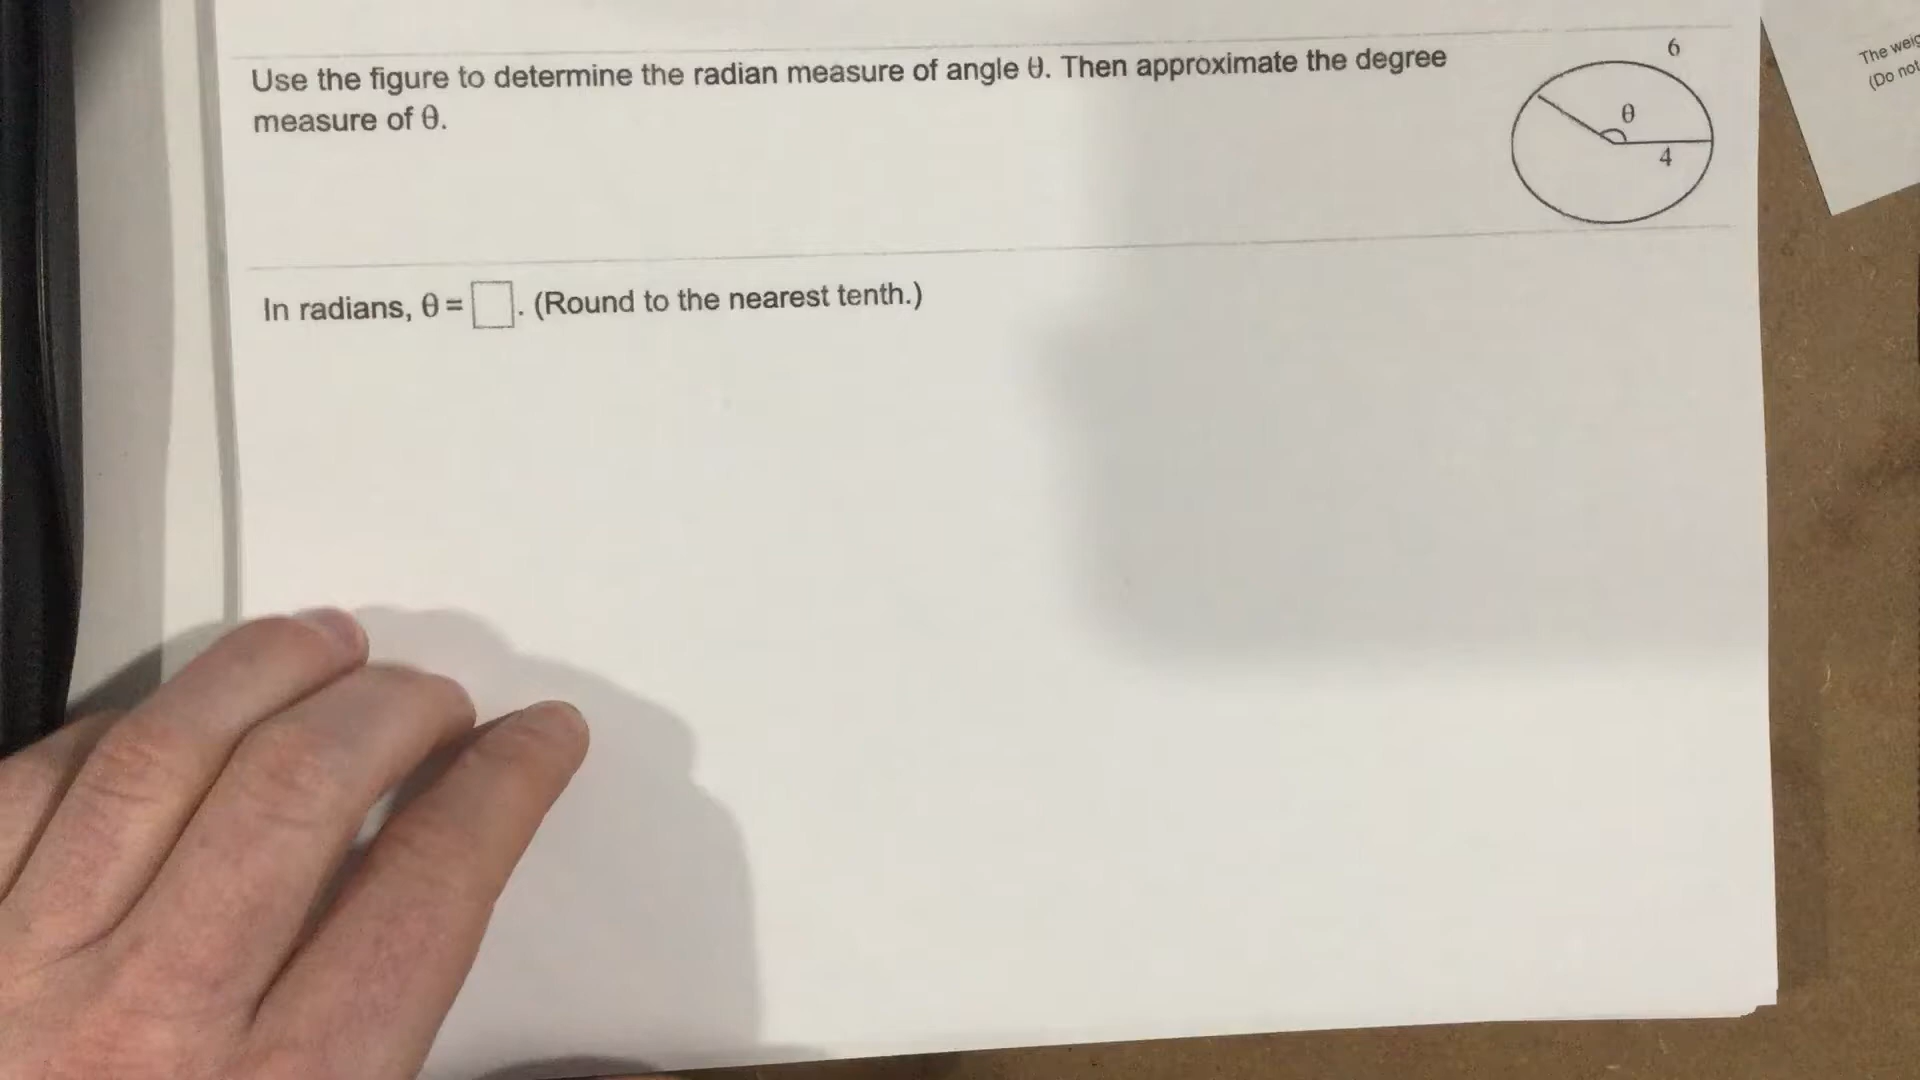 Use the figure to determine the radian measure of angle θ. Then approximate the degree
measure of θ.
6
θ
4
In radians, θ = . (Round to the nearest tenth.)
The
(Do not